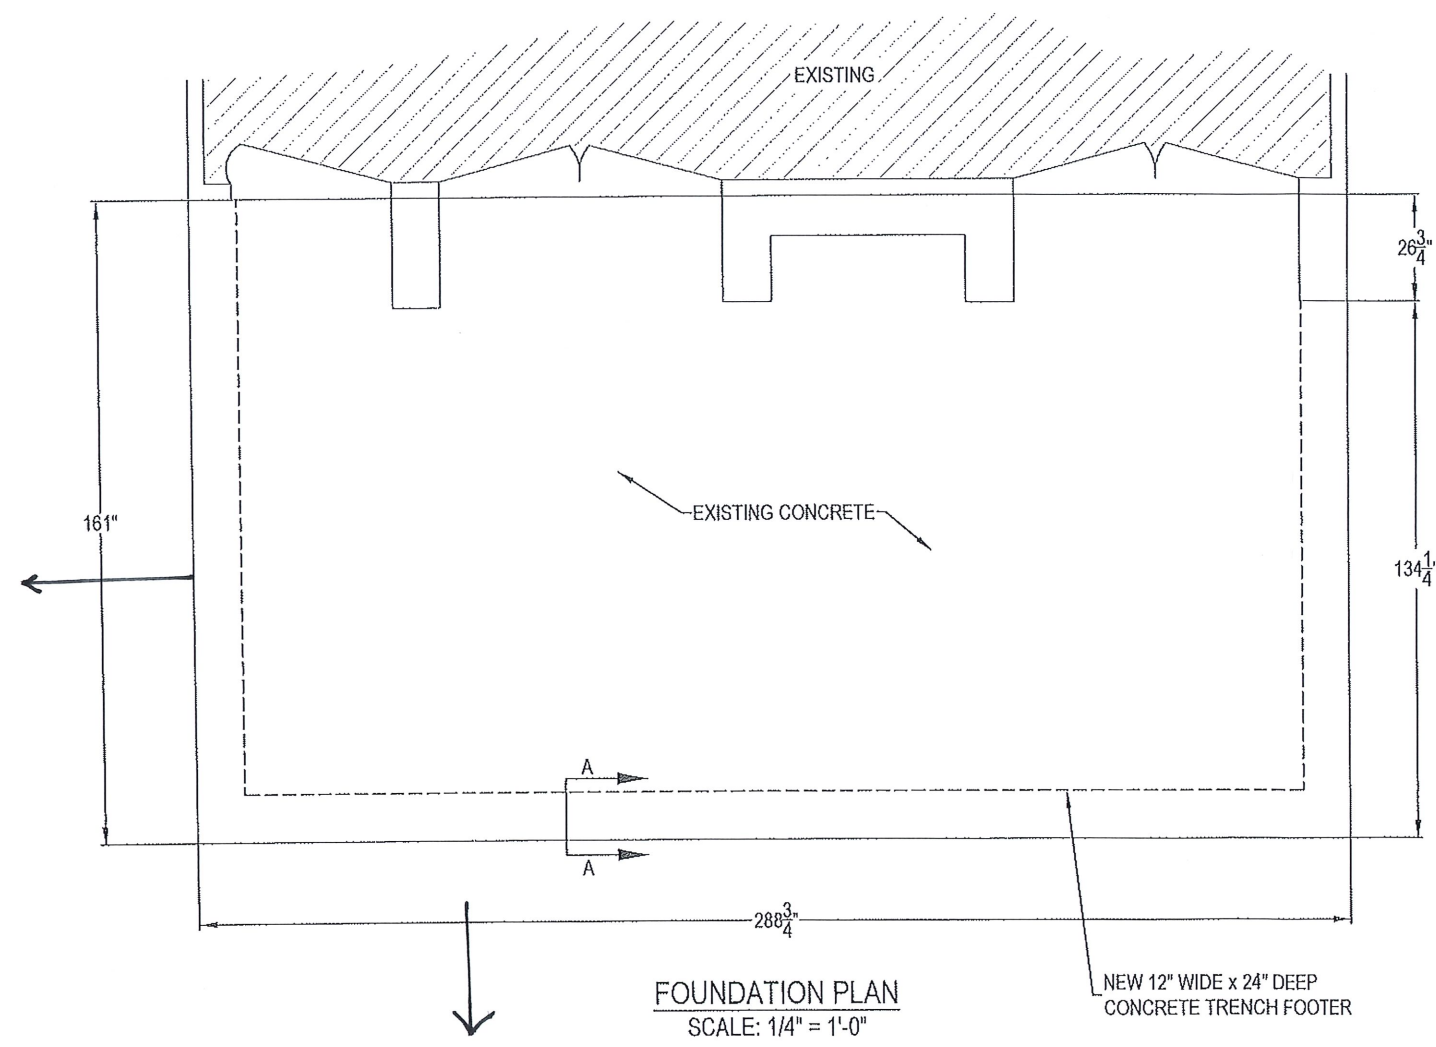 EXISTING
26 3/4"
161"
EXISTING CONCRETE
134 1/4'
A
A
288 3/4"
FOUNDATION PLAN
SCALE: 1/4" = 1'-0"
NEW 12" WIDE x 24" DEEP
CONCRETE TRENCH FOOTER